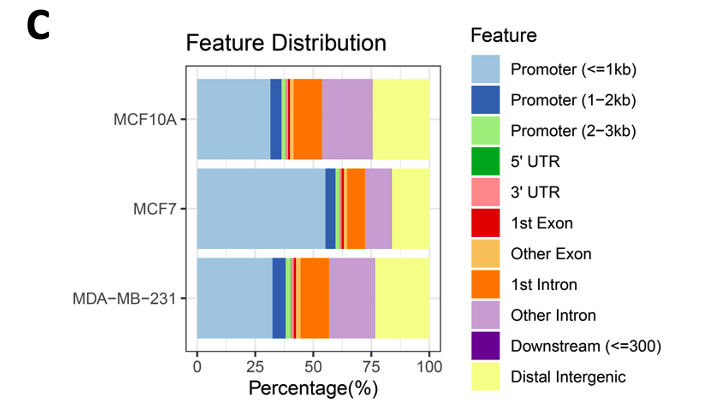 C
Feature Distribution
MCF10A
MCF7
MDA−MB−231
0 25 50 75 100
Percentage(%)
Feature
Promoter (<=1kb)
Promoter (1−2kb)
Promoter (2−3kb)
5' UTR
3' UTR
1st Exon
Other Exon
1st Intron
Other Intron
Downstream (<=300)
Distal Intergenic